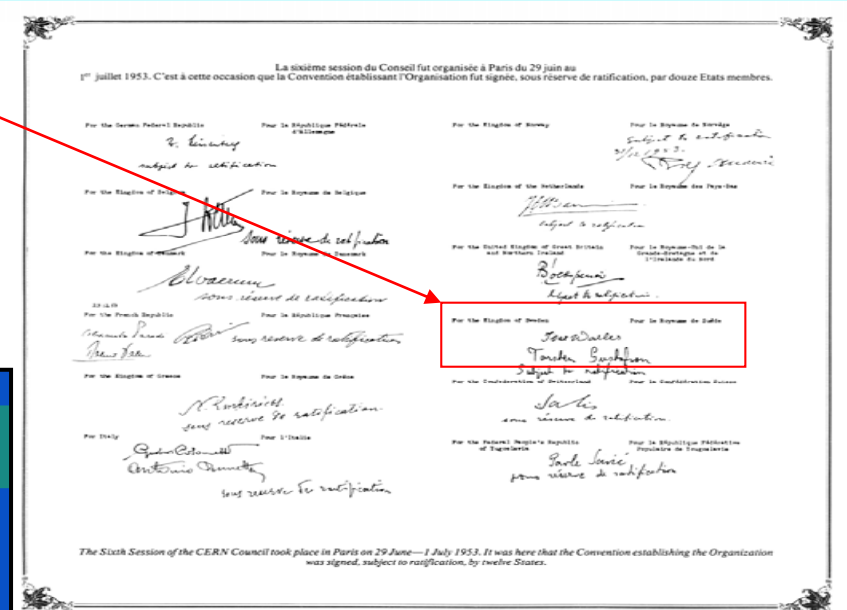 La sixième session du Conseil fut organisée à Paris du 29 juin au
1er juillet 1953. C'est à cette occasion que la Convention établissant l'Organisation fut signée, sous réserve de ratification, par douze Etats membres.
For the German Federal Republic Pour la République Fédérale
d'Allemagne
subject to ratification
For the Kingdom of Belgium Pour le Royaume de Belgique
sous réserve de ratification
For the Kingdom of Denmark Pour le Royaume de Danemark
sous réserve de ratification
For the French Republic Pour la République Française
sous reserve de ratification
For the Kingdom of Greece Pour le Royaume de Grèce
sous reserve de ratification.
For Italy Pour l'Italie
Antonio
sous reserve de ratification
For the Kingdom of Norway Pour le Royaume de Norvège
Subject to ratification
31/12 1953.
For the Kingdom of the Netherlands Pour le Royaume des Pays-Bas
subject to ratification
For the United Kingdom of Great Britain Pour le Royaume-Uni de la
and Northern Ireland Grande-Bretagne et de
l'Irelande du Nord
subject to ratification.
For the Kingdom of Sweden Pour le Royaume de Suède
Torsten Gustafson
Subject to ratification
For the Confederation of Switzerland Pour la Confédération Suisse
sous réserve de ratification.
For the Federal People's Republic Pour la République Fédérative
of Yugoslavia Populaire de Yougoslavie
Pavle Savić
sous réserve de ratification
The Sixth Session of the CERN Council took place in Paris on 29 June—1 July 1953. It was here that the Convention establishing the Organization
was signed, subject to ratification, by twelve States.